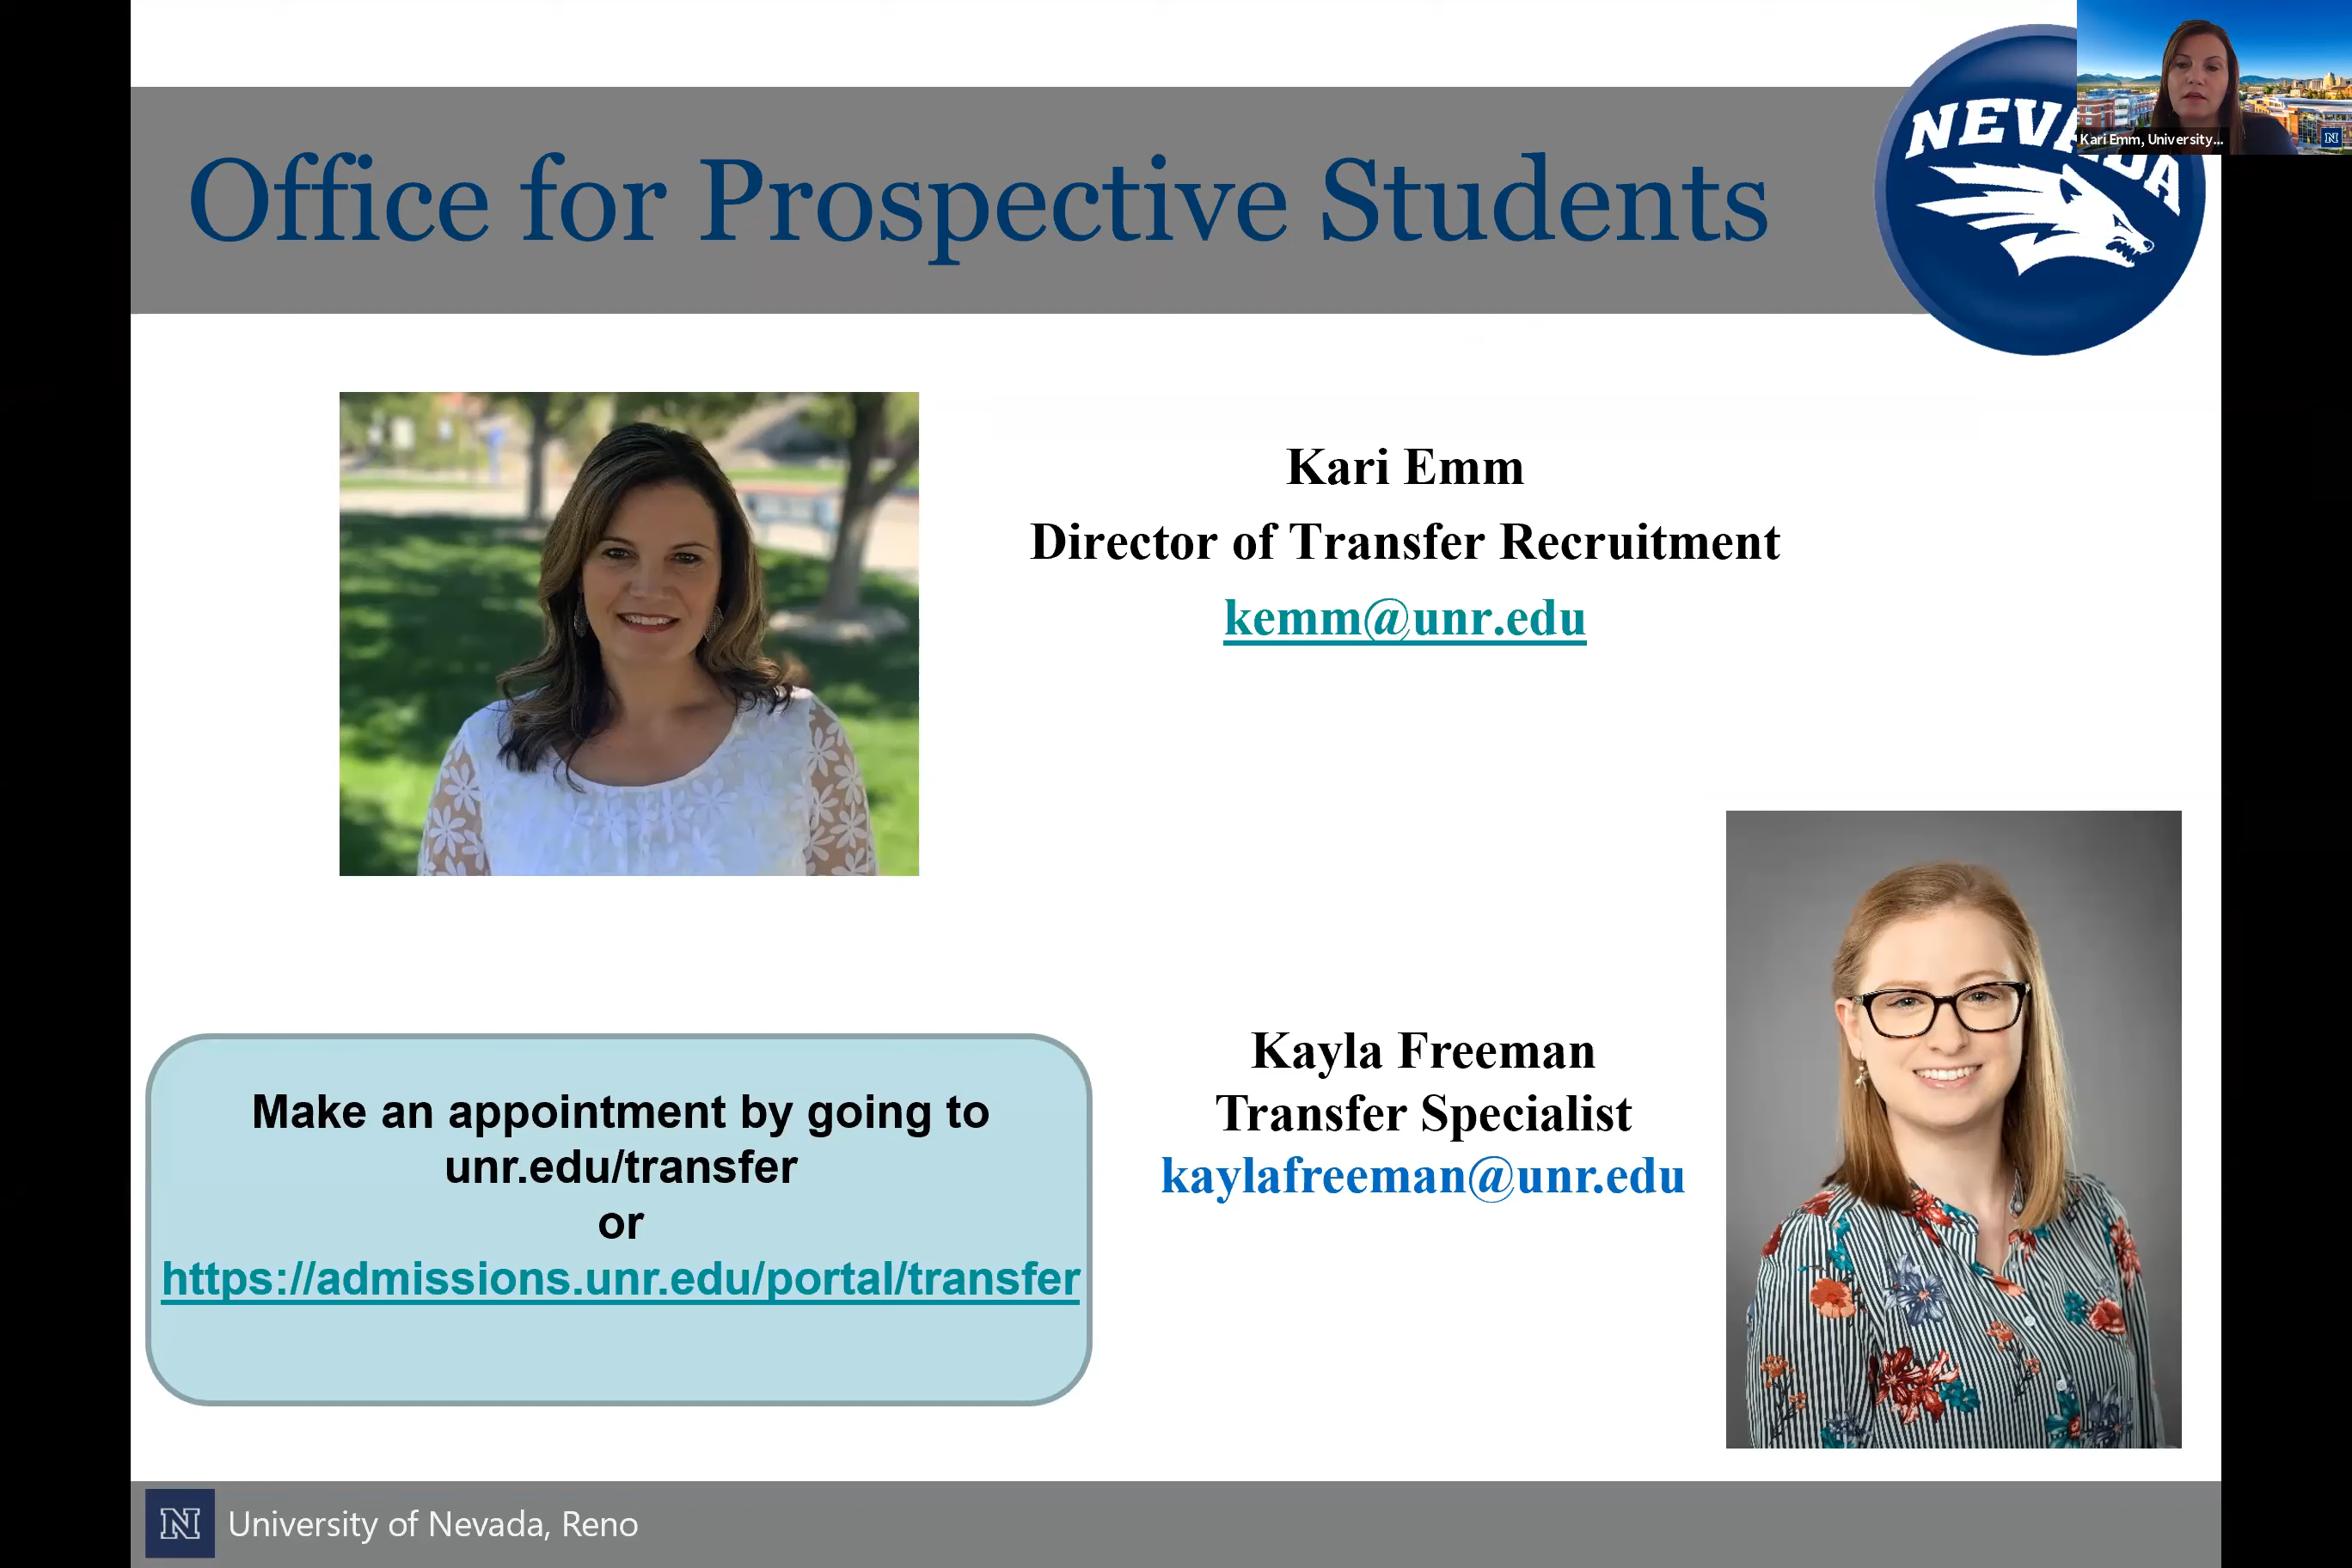 Office for Prospective Students
NEVADA
Kari Emm, University...
Kari Emm
Director of Transfer Recruitment
kemm@unr.edu
Kayla Freeman
Transfer Specialist
kaylafreeman@unr.edu
Make an appointment by going to
unr.edu/transfer
or
https://admissions.unr.edu/portal/transfer
N University of Nevada, Reno